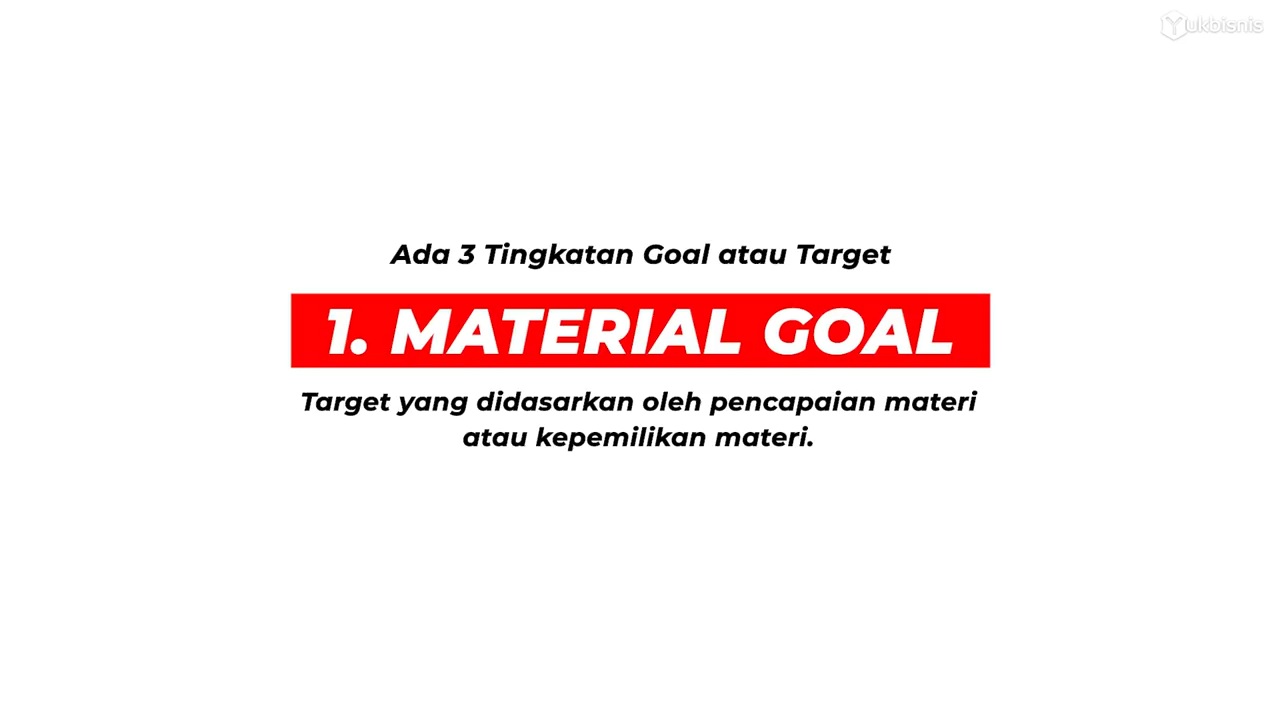 Yukbisnis
Ada 3 Tingkatan Goal atau Target
1. MATERIAL GOAL
Target yang didasarkan oleh pencapaian materi
atau kepemilikan materi.